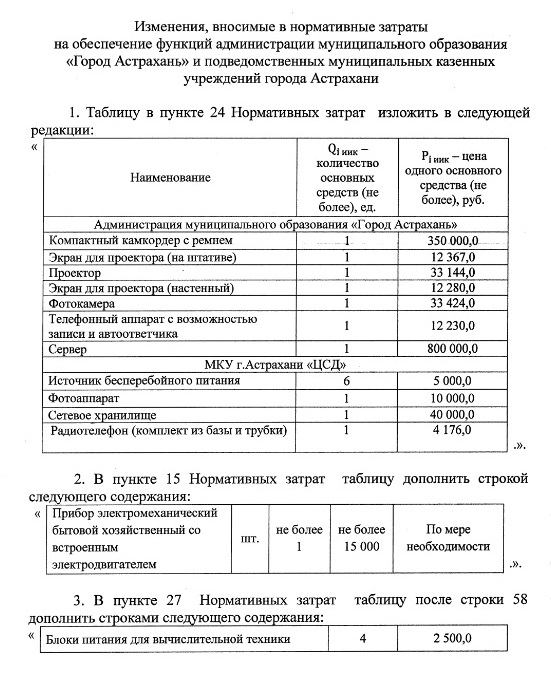 Изменения, вносимые в нормативные затраты
на обеспечение функций администрации муниципального образования
«Город Астрахань» и подведомственных муниципальных казенных
учреждений города Астрахани
1. Таблицу в пункте 24 Нормативных затрат изложить в следующей
редакции:
«
Наименование
Qi иик –
количество
основных
средств (не
более), ед.
Pi иик – цена
одного основного
средства (не
более), руб.
Администрация муниципального образования «Город Астрахань»
Компактный камкордер с ремнем 1 350 000,0
Экран для проектора (на штативе) 1 12 367,0
Проектор 1 33 144,0
Экран для проектора (настенный) 1 12 280,0
Фотокамера 1 33 424,0
Телефонный аппарат с возможностью
записи и автоответчика 1 12 230,0
Сервер 1 800 000,0
МКУ г.Астрахани «ЦСД»
Источник бесперебойного питания 6 5 000,0
Фотоаппарат 1 10 000,0
Сетевое хранилище 1 40 000,0
Радиотелефон (комплект из базы и трубки) 1 4 176,0
.».
2. В пункте 15 Нормативных затрат таблицу дополнить строкой
следующего содержания:
« Прибор электромеханический
бытовой хозяйственный со
встроенным
электродвигателем
шт.
не более
1
не более
15 000
По мере
необходимости
.».
3. В пункте 27 Нормативных затрат таблицу после строки 58
дополнить строками следующего содержания:
« Блоки питания для вычислительной техники 4 2 500,0